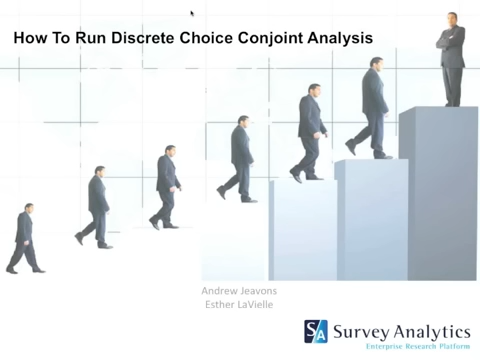 How To Run Discrete Choice Conjoint Analysis
Andrew Jeavons
Esther LaVielle
S/A Survey Analytics
Enterprise Research Platform